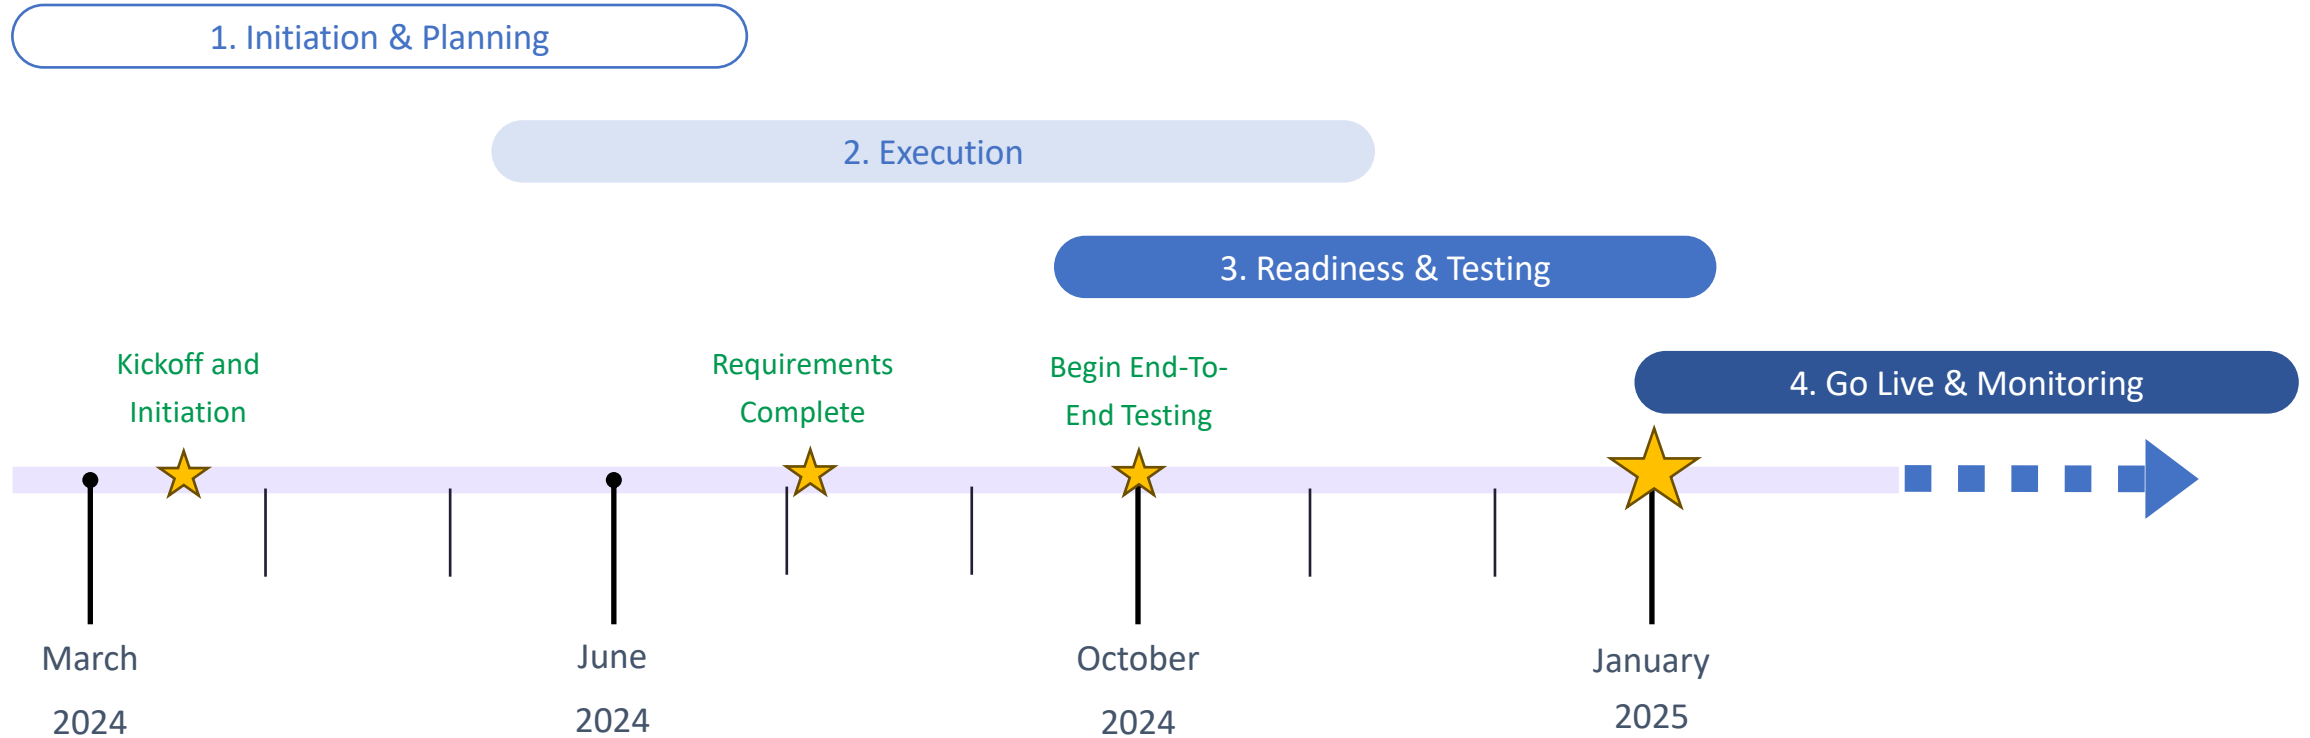 1. Initiation & Planning
2. Execution
3. Readiness & Testing
4. Go Live & Monitoring
Kickoff and
Initiation
Requirements
Complete
Begin End-To-
End Testing
March
2024
June
2024
October
2024
January
2025